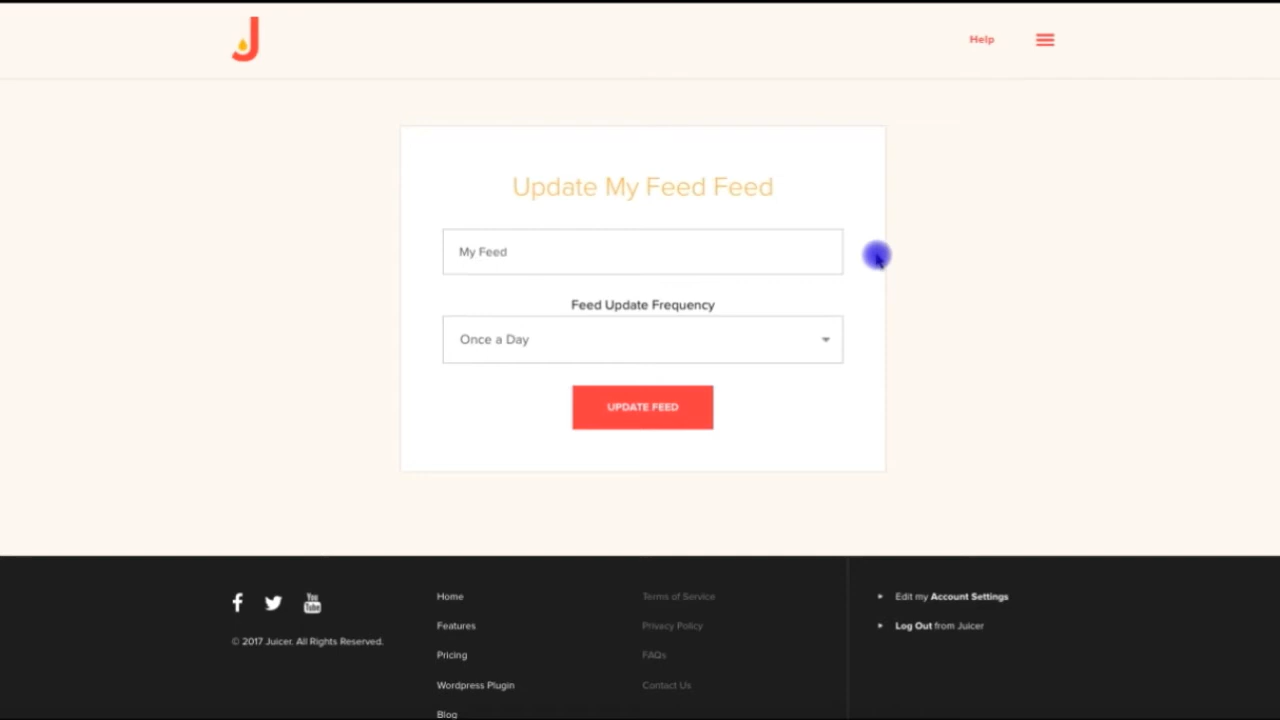 J
Help
Update My Feed Feed
My Feed
Feed Update Frequency
Once a Day
UPDATE FEED
You Tube
© 2017 Juicer. All Rights Reserved.
Home
Features
Pricing
Wordpress Plugin
Blog
Terms of Service
Privacy Policy
FAQs
Contact Us
Edit my Account Settings
Log Out from Juicer